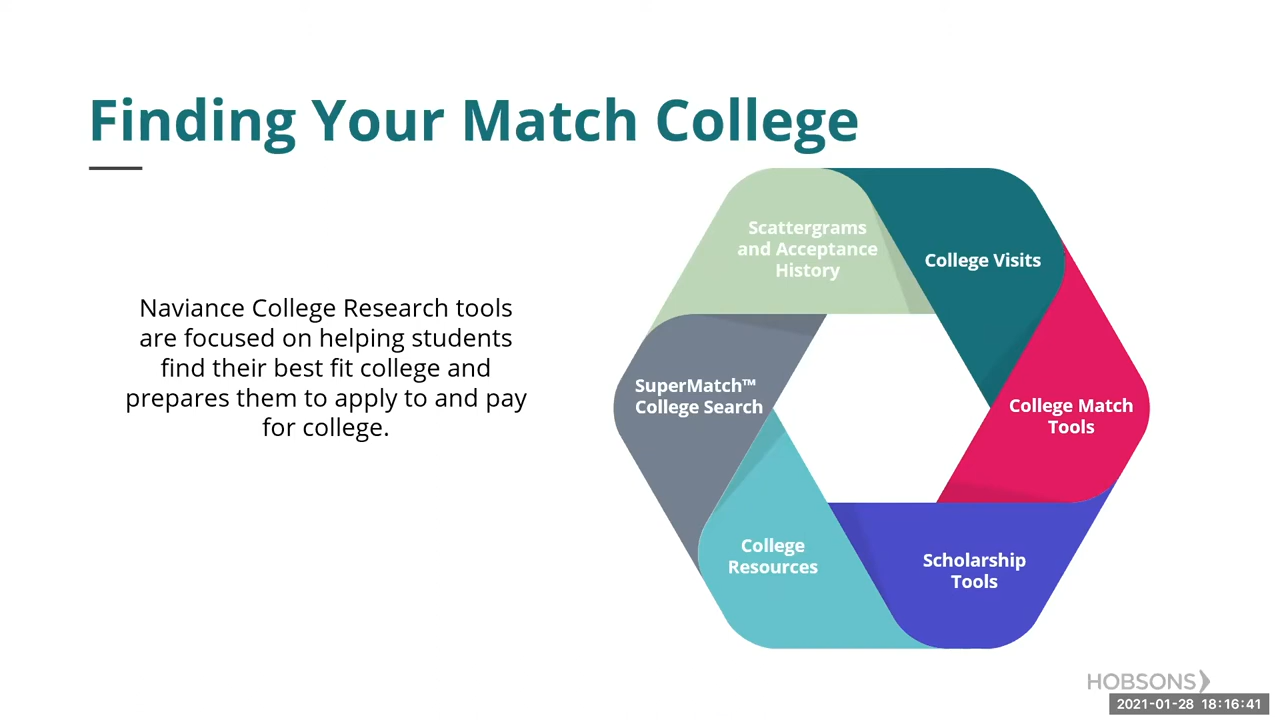 Finding Your Match College
Naviance College Research tools
are focused on helping students
find their best fit college and
prepares them to apply to and pay
for college.
Scattergrams
and Acceptance
History
College Visits
SuperMatch™
College Search
College Match
Tools
College
Resources
Scholarship
Tools
HOBSONS
2021-01-28 18:16:41